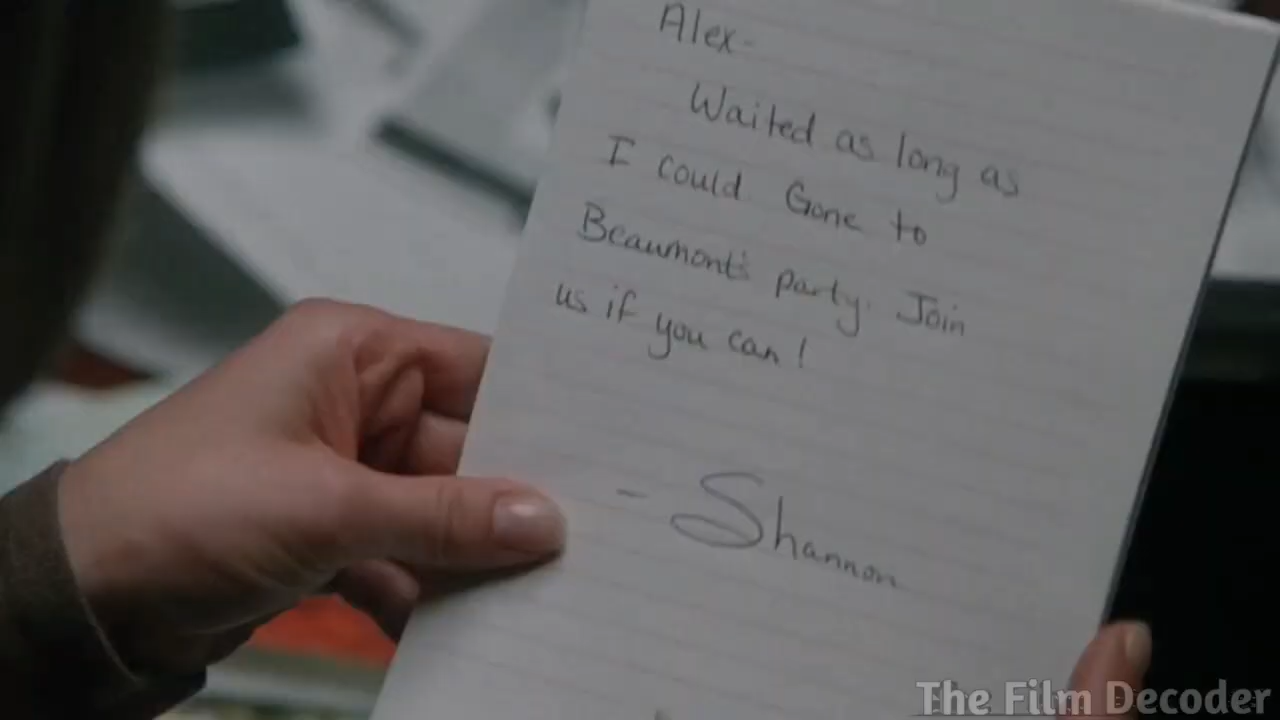 Alex-
Waited as long as
I could Gone to
Beaumont's party. Join
us if you can!
- Shannon
The Film Decoder